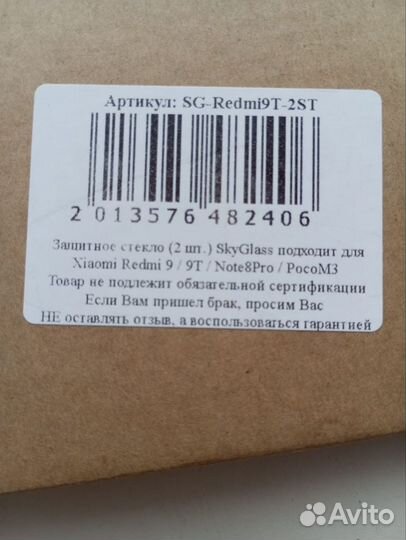 Артикул: SG-Redmi9T-2ST
2 013576 482406
Защитное стекло (2 шт.) SkyGlass подходит для
Xiaomi Redmi 9 / 9T / Note8Pro / PocoM3
Товар не подлежит обязательной сертификации
Если Вам пришел брак, просим Вас
НЕ оставлять отзыв, а воспользоваться гарантией
Avito